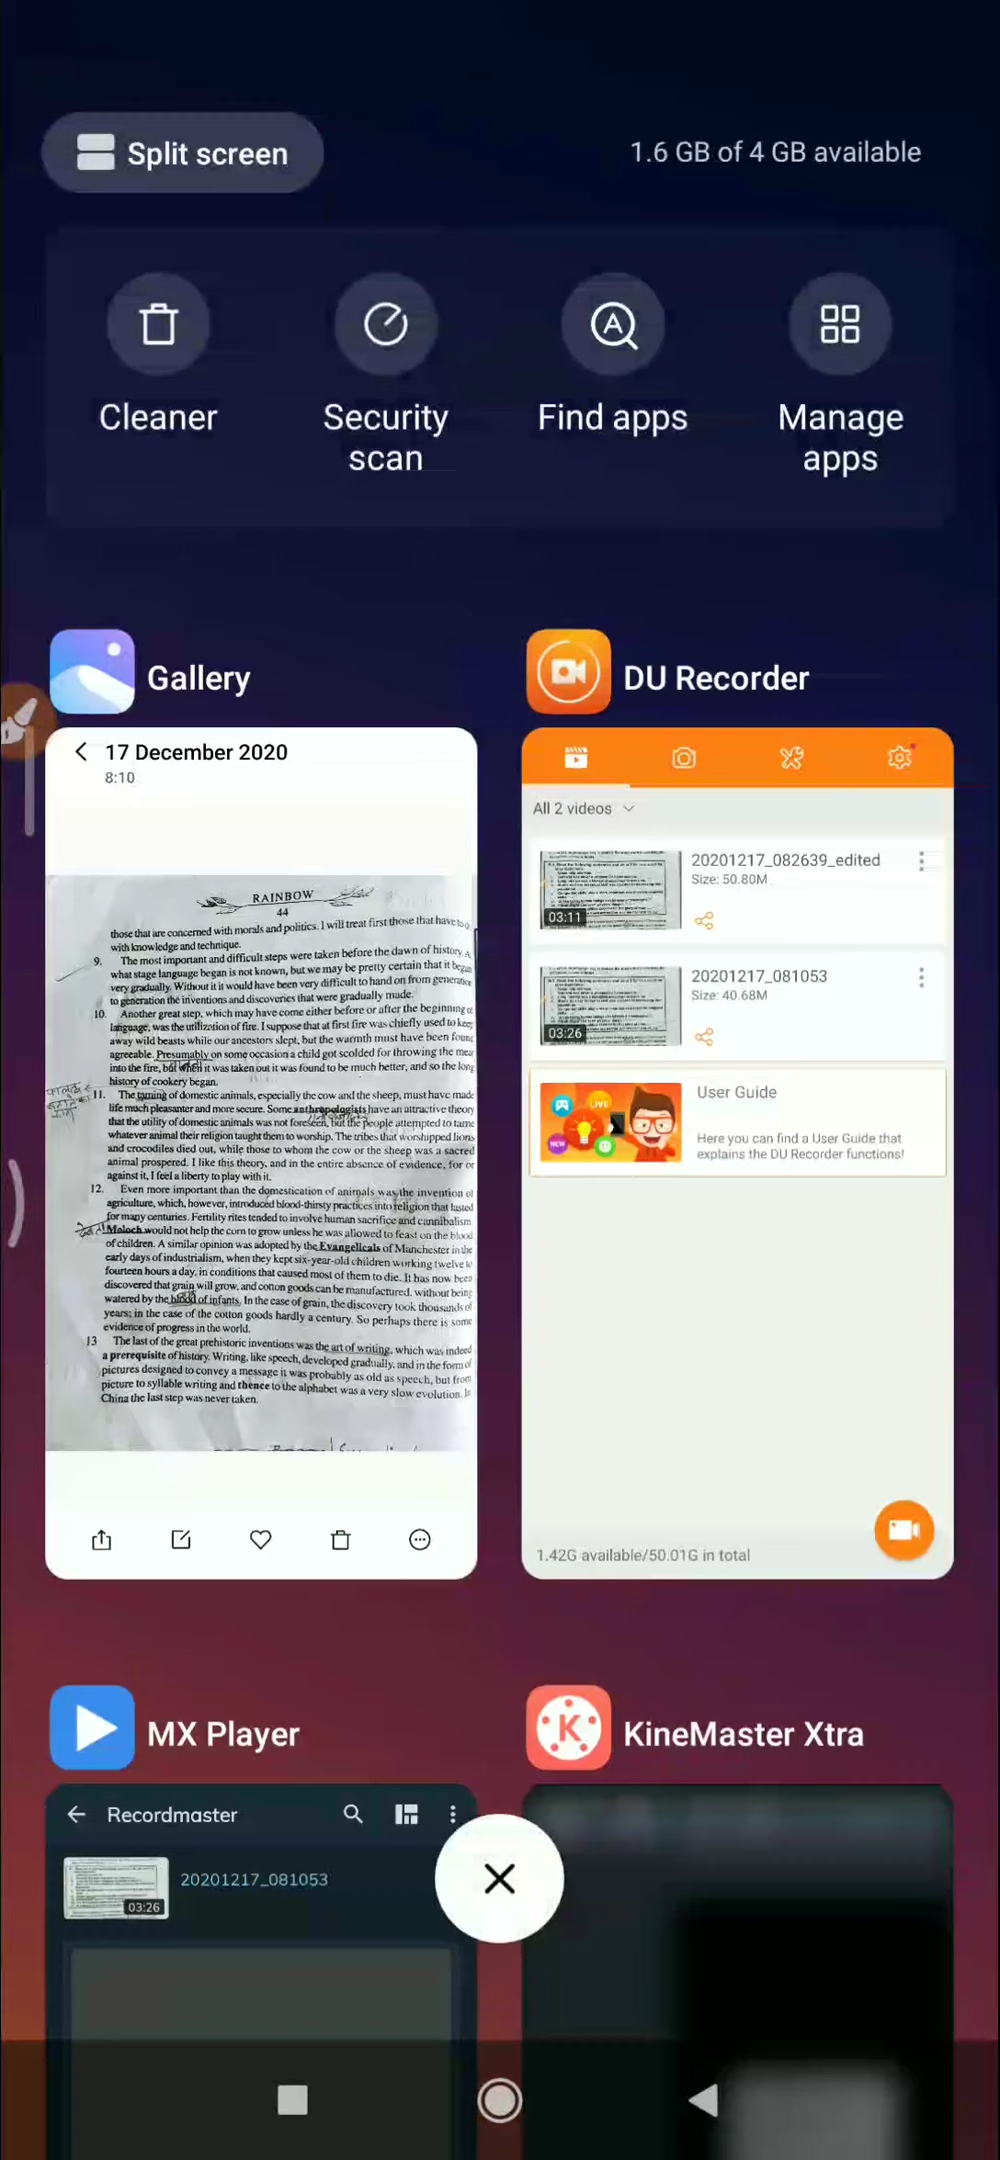 Split screen
1.6 GB of 4 GB available
Cleaner
Security scan
Find apps
Manage apps
Gallery
17 December 2020
8:10
RAINBOW
44
those that are concerned with morals and politics. I will treat first those that have to d
with knowledge and technique.
9. The most important and difficult steps were taken before the dawn of history. A
what stage language began is not known, but we may be pretty certain that it began
very gradually. Without it it would have been very difficult to hand on from generation
to generation the inventions and discoveries that were gradually made.
10. Another great step, which may have come either before or after the beginning of
language, was the utilization of fire. I suppose that at first fire was chiefly used to keep
away wild beasts while our ancestors slept, but the warmth must have been found
agreeable. Presumably on some occasion a child got scolded for throwing the mea
into the fire, but when it was taken out it was found to be much better, and so the long
history of cookery began.
11. The taming of domestic animals, especially the cow and the sheep, must have made
life much pleasanter and more secure. Some anthropologists have an attractive theory
that the utility of domestic animals was not foreseen, but the people attempted to tame
whatever animal their religion taught them to worship. The tribes that worshipped lions
and crocodiles died out, while those to whom the cow or the sheep was a sacred
animal prospered. I like this theory, and in the entire absence of evidence, for or
against it, I feel a liberty to play with it.
12. Even more important than the domestication of animals was the invention of
agriculture, which, however, introduced blood-thirsty practices into religion that lasted
for many centuries. Fertility rites tended to involve human sacrifice and cannibalism
Moloch would not help the corn to grow unless he was allowed to feast on the blood
of children. A similar opinion was adopted by the Evangelicals of Manchester in the
early days of industrialism, when they kept six-year-old children working twelve to
fourteen hours a day, in conditions that caused most of them to die. It has now been
discovered that grain will grow, and cotton goods can be manufactured, without being
watered by the blood of infants. In the case of grain, the discovery took thousands of
years; in the case of the cotton goods hardly a century. So perhaps there is some
evidence of progress in the world.
13 The last of the great prehistoric inventions was the art of writing, which was indeed
a prerequisite of history. Writing, like speech, developed gradually, and in the form of
pictures designed to convey a message it was probably as old as speech, but from
picture to syllable writing and thence to the alphabet was a very slow evolution. In
China the last step was never taken.
DU Recorder
All 2 videos
20201217_082639_edited
Size: 50.80M
03:11
20201217_081053
Size: 40.68M
03:26
User Guide
LIVE
NEW
Here you can find a User Guide that
explains the DU Recorder functions!
1.42G available/50.01G in total
MX Player
Recordmaster
20201217_081053
03:26
KineMaster Xtra